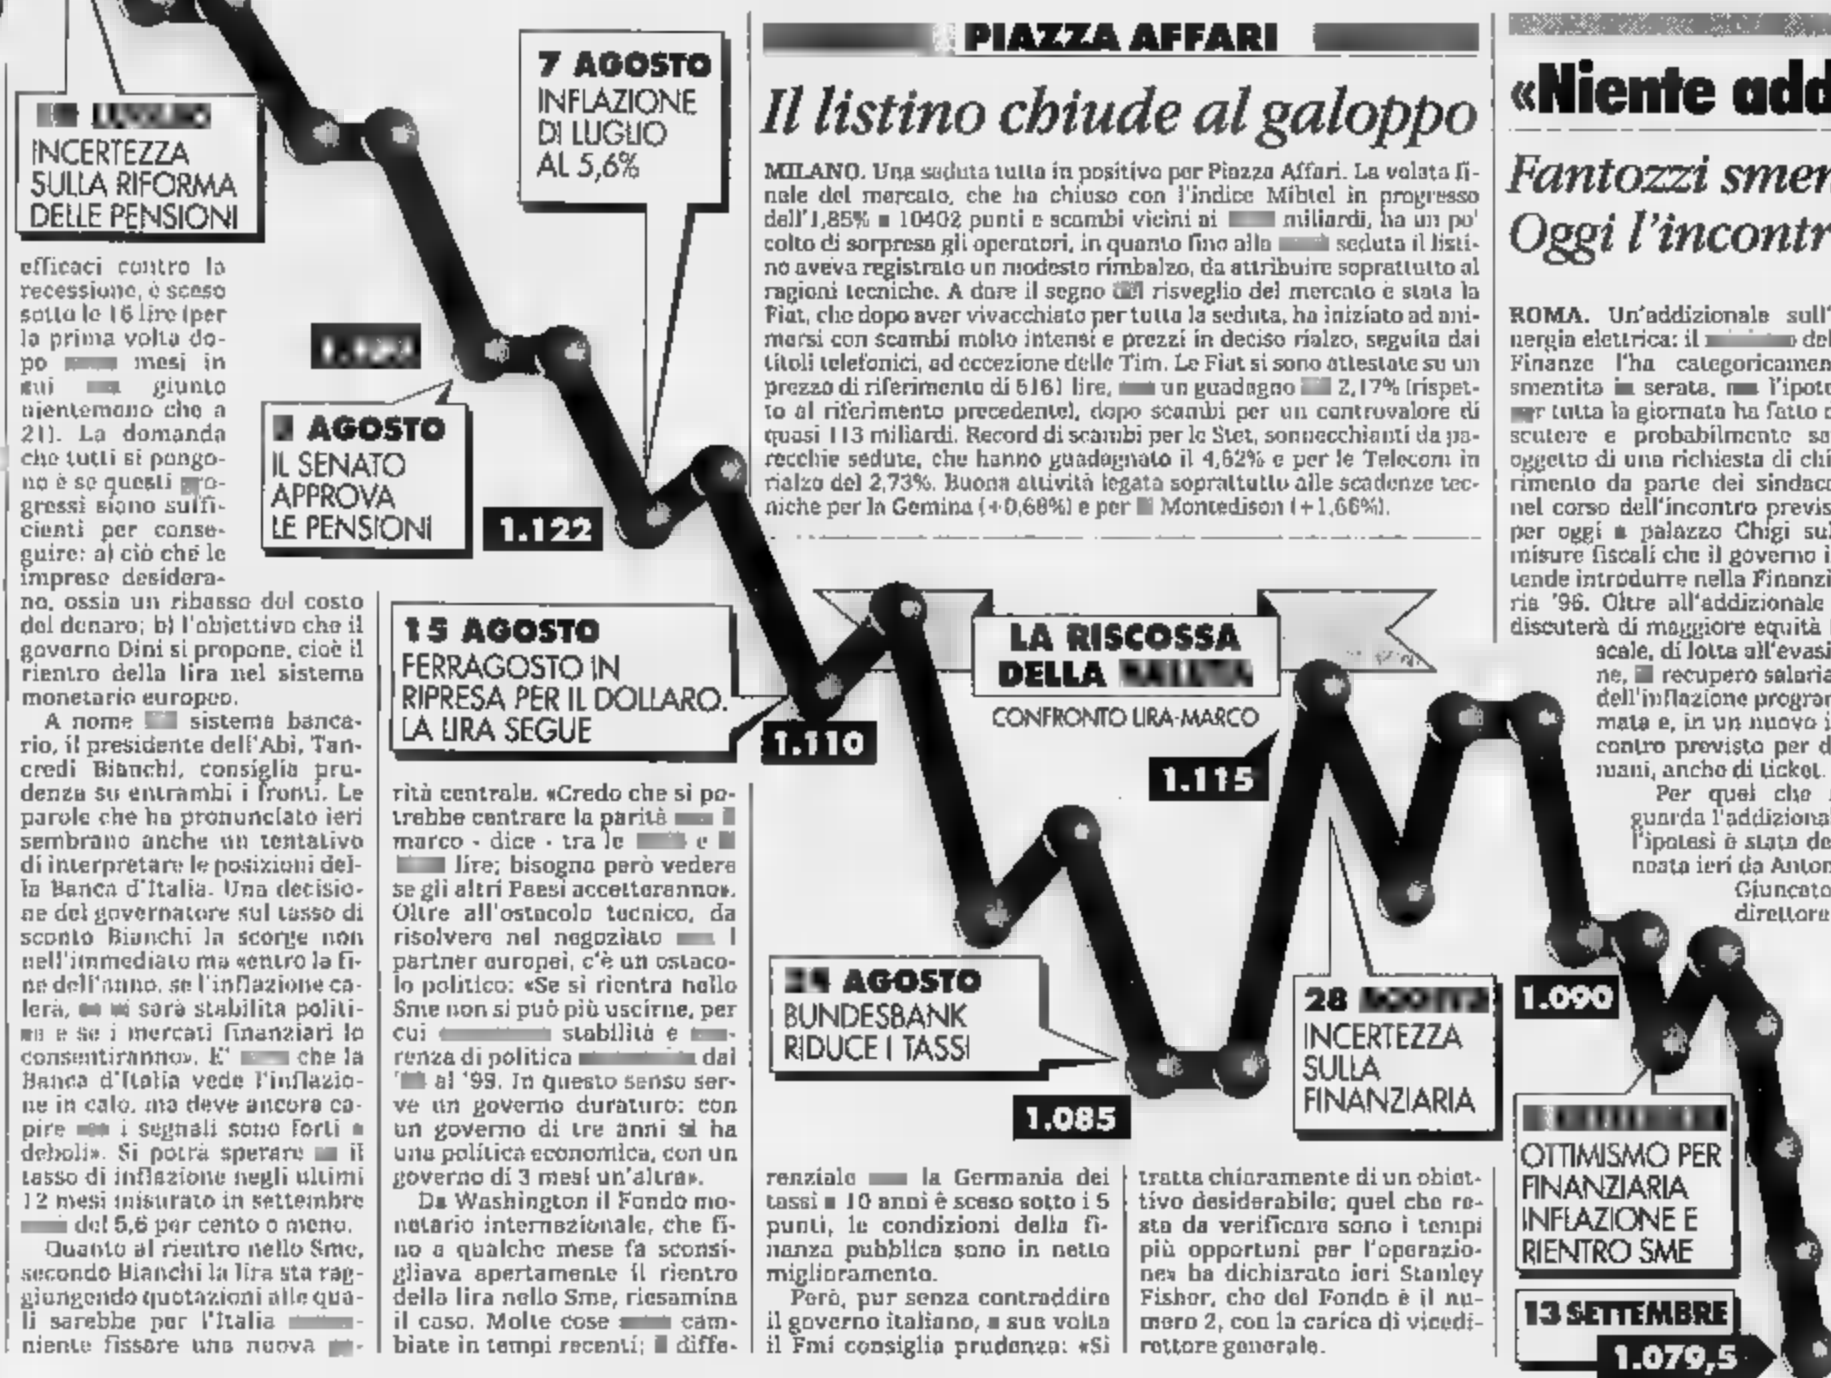 INCERTEZZA
SULLA RIFORMA
DELLE PENSIONI
efficaci contro la
recessione, è sceso
sotto le 16 lire (per
la prima volta do-
po mesi in
cui giunto
nientemeno che a
21). La domanda
che tutti si pongo-
no è se questi pro-
gressi siano suffi-
cienti per conse-
guire: a) ciò che le
imprese desidera-
no, ossia un ribasso del costo
del denaro; b) l'obiettivo che il
governo Dini si propone, cioè il
rientro della lira nel sistema
monetario europeo.
A nome sistema banca-
rio, il presidente dell'Abi, Tan-
credi Bianchi, consiglia pru-
denza su entrambi i fronti. Le
parole che ha pronunciato ieri
sembrano anche un tentativo
di interpretare le posizioni del-
la Banca d'Italia. Una decisio-
ne del governatore sul tasso di
sconto Bianchi la scorge non
nell'immediato ma «entro la fi-
ne dell'anno, se l'inflazione ca-
lerà, sarà stabilita politi-
e se i mercati finanziari lo
consentiranno». E' che la
Banca d'Italia vede l'inflazio-
ne in calo, ma deve ancora ca-
pire i segnali sono forti
deboli». Si potrà sperare il
tasso di inflazione negli ultimi
12 mesi misurato in settembre
del 5,6 per cento o meno.
Quanto al rientro nello Sme,
secondo Bianchi la lira sta rag-
giungendo quotazioni alle qua-
li sarebbe per l'Italia
niente fissare una nuova
AGOSTO
IL SENATO
APPROVA
LE PENSIONI
1.122
7 AGOSTO
INFLAZIONE
DI LUGLIO
AL 5,6%
15 AGOSTO
FERRAGOSTO IN
RIPRESA PER IL DOLLARO.
LA LIRA SEGUE
1.110
rità centrale. «Credo che si po-
trebbe centrare la parità
marco - dice - tra le e
lire; bisogna però vedere
se gli altri Paesi accetteranno».
Oltre all'ostacolo tecnico, da
risolvere nel negoziato I
partner europei, c'è un ostaco-
lo politico: «Se si rientra nello
Sme non si può più uscirne, per
cui stabilità e
renza di politica dal
al '99. In questo senso ser-
ve un governo duraturo: con
un governo di tre anni si ha
una politica economica, con un
governo di 3 mesi un'altra».
Da Washington il Fondo mo-
netario internazionale, che fi-
no a qualche mese fa sconsi-
gliava apertamente il rientro
della lira nello Sme, riesamina
il caso. Molte cose cam-
biate in tempi recenti; diffe-
PIAZZA AFFARI
Il listino chiude al galoppo
MILANO. Una seduta tutta in positivo per Piazza Affari. La volata fi-
nale del mercato, che ha chiuso con l'indice Mibtel in progresso
dell'1,85% a 10402 punti e scambi vicini ai miliardi, ha un po'
colto di sorpresa gli operatori, in quanto fino alla seduta il listi-
no aveva registrato un modesto rimbalzo, da attribuire soprattutto al
ragioni tecniche. A dare il segno del risveglio del mercato è stata la
Fiat, che dopo aver vivacchiato per tutta la seduta, ha iniziato ad ani-
marsi con scambi molto intensi e prezzi in deciso rialzo, seguita dai
titoli telefonici, ad eccezione delle Tim. Le Fiat si sono attestate su un
prezzo di riferimento di 6161 lire, un guadagno 2,17% (rispet-
to al riferimento precedente), dopo scambi per un controvalore di
quasi 113 miliardi. Record di scambi per le Stet, sonnecchianti da pa-
recchie sedute, che hanno guadagnato il 4,62% e per le Telecom in
rialzo del 2,73%. Buona attività legata soprattutto alle scadenze tec-
niche per la Gemina (+0,68%) e per Montedison (+1,66%).
LA RISCOSSA
DELLA
CONFRONTO LIRA-MARCO
1.115
AGOSTO
BUNDESBANK
RIDUCE I TASSI
1.085
28
INCERTEZZA
SULLA
FINANZIARIA
1.090
renziale la Germania dei
tassi a 10 anni è sceso sotto i 5
punti, le condizioni della fi-
nanza pubblica sono in netto
miglioramento.
Però, pur senza contraddire
il governo italiano, a sua volta
il Fmi consiglia prudenza: «Si
tratta chiaramente di un obiet-
tivo desiderabile; quel che re-
sta da verificare sono i tempi
più opportuni per l'operazio-
ne» ha dichiarato ieri Stanley
Fisher, che del Fondo è il nu-
mero 2, con la carica di vicedi-
rettore generale.
«Niente add
Fantozzi smen
Oggi l'incontr
ROMA. Un'addizionale sull'
nergia elettrica: il del
Finanze l'ha categoricamen
smentita in serata, l'ipote
per tutta la giornata ha fatto
scutere e probabilmente sa
oggetto di una richiesta di chi
rimento da parte dei sindaca
nel corso dell'incontro previs
per oggi a palazzo Chigi sul
misure fiscali che il governo i
tende introdurre nella Finanzi
ria '96. Oltre all'addizionale
discuterà di maggiore equità
scale, di lotta all'evasi
ne, recupero salaria
dell'inflazione program
mata e, in un nuovo i
contro previsto per d
mani, anche di ticket.
Per quel che
guarda l'addizional
l'ipotesi è stata de
ncata ieri da Anton
Giuncato
direttore
OTTIMISMO PER
FINANZIARIA
INFLAZIONE E
RIENTRO SME
13 SETTEMBRE
1.079,5